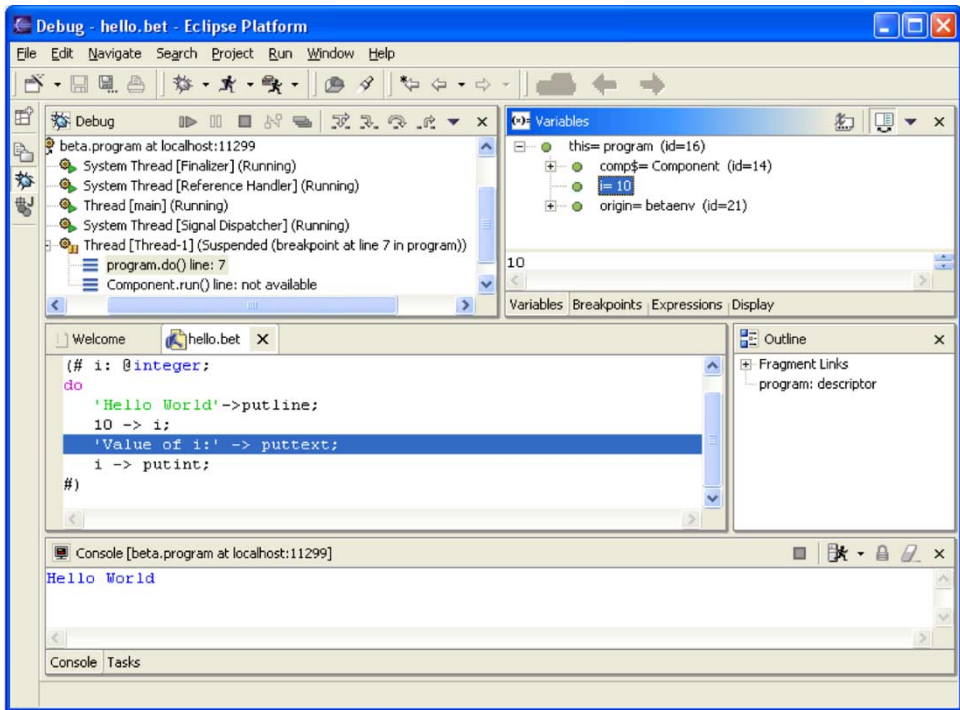 Debug - hello.bet - Eclipse Platform
File Edit Navigate Search Project Run Window Help
Debug
beta.program at localhost:11299
System Thread [Finalizer] (Running)
System Thread [Reference Handler] (Running)
Thread [main] (Running)
System Thread [Signal Dispatcher] (Running)
Thread [Thread-1] (Suspended (breakpoint at line 7 in program))
program.do() line: 7
Component.run() line: not available
(x)= Variables
this= program (id=16)
comp$= Component (id=14)
i= 10
origin= betaenv (id=21)
10
Variables Breakpoints Expressions Display
Welcome hello.bet
(# i: @integer;
do
'Hello World'->putline;
10 -> i;
'Value of i:' -> puttext;
i -> putint;
#)
Outline
Fragment Links
program: descriptor
Console [beta.program at localhost:11299]
Hello World
Console Tasks